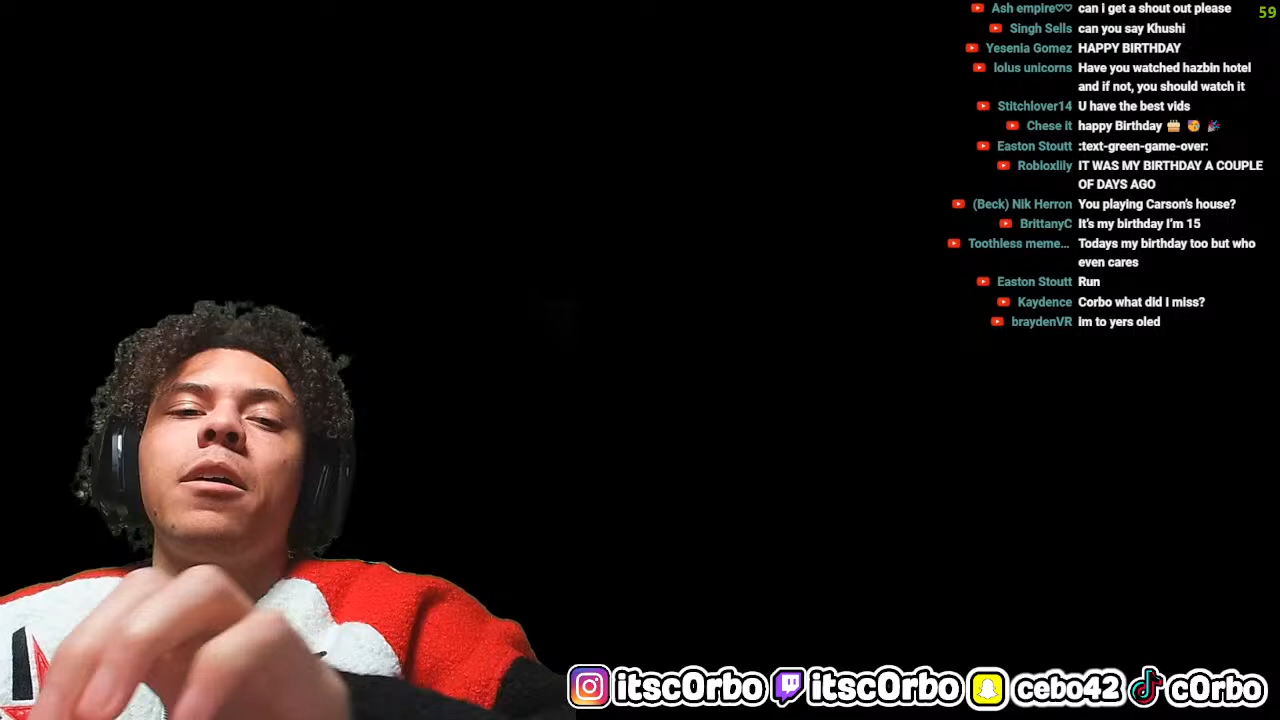 59
Ash empire♡♡ can i get a shout out please
Singh Sells can you say Khushi
Yesenia Gomez HAPPY BIRTHDAY
lolus unicorns Have you watched hazbin hotel
and if not, you should watch it
Stitchlover14 U have the best vids
Chese it happy Birthday 🎂 🥳 🎉
Easton Stoutt :text-green-game-over:
Robloxlily IT WAS MY BIRTHDAY A COUPLE
OF DAYS AGO
(Beck) Nik Herron You playing Carson's house?
BrittanyC It's my birthday I'm 15
Toothless meme... Todays my birthday too but who
even cares
Easton Stoutt Run
Kaydence Corbo what did I miss?
braydenVR im to yers oled
itsc0rbo itsc0rbo cebo42 c0rbo